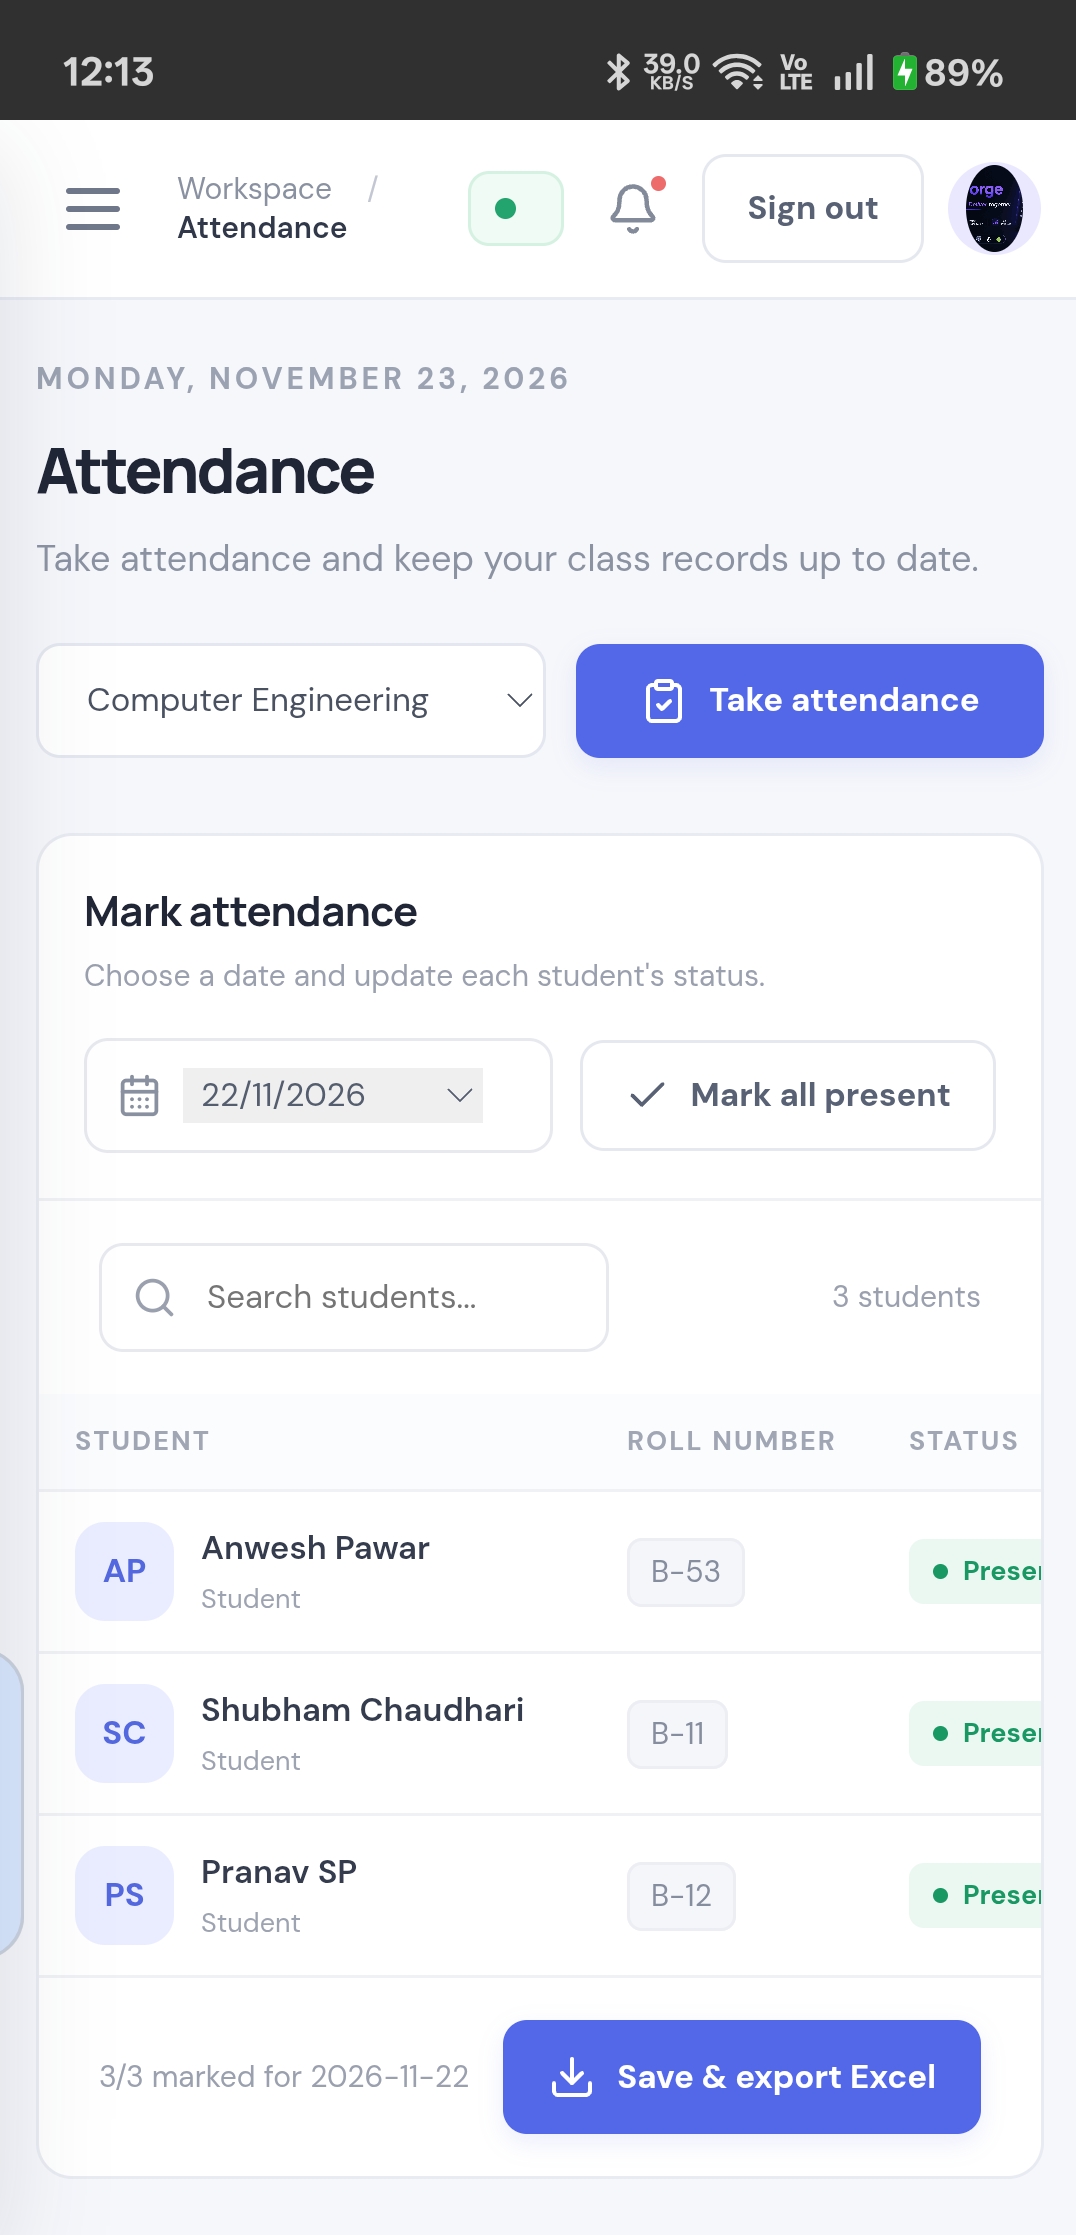 12:13
39.0 KB/S
Vo LTE
89%
Workspace /
Attendance
Sign out
orge
MONDAY, NOVEMBER 23, 2026
Attendance
Take attendance and keep your class records up to date.
Computer Engineering
Take attendance
Mark attendance
Choose a date and update each student's status.
22/11/2026
Mark all present
Search students...
3 students
STUDENT ROLL NUMBER STATUS
AP Anwesh Pawar B-53 Presen
Student
SC Shubham Chaudhari B-11 Presen
Student
PS Pranav SP B-12 Presen
Student
3/3 marked for 2026-11-22
Save & export Excel